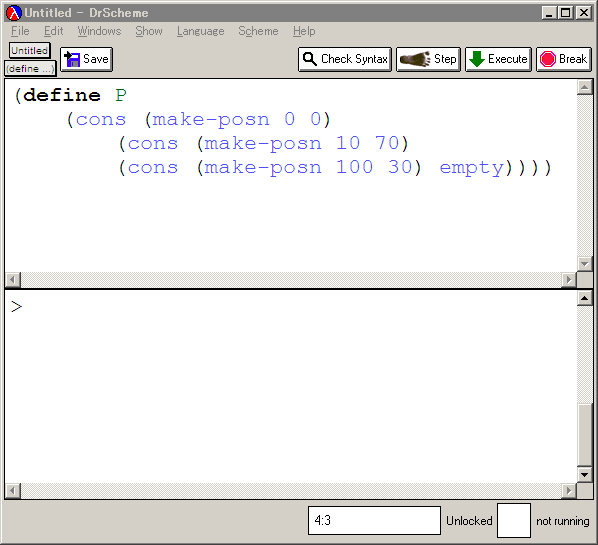 Untitled - DrScheme
File Edit Windows Show Language Scheme Help
Untitled
(define ...)
Save Check Syntax Step Execute Break
(define P
(cons (make-posn 0 0)
(cons (make-posn 10 70)
(cons (make-posn 100 30) empty))))
>
4:3 Unlocked not running